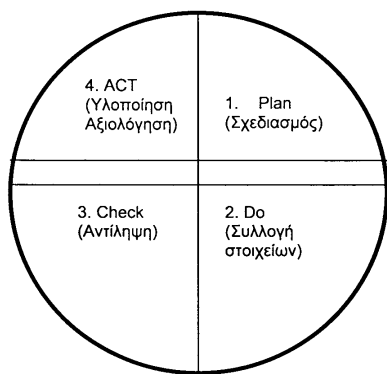 4. ACT
(Υλοποίηση
Αξιολόγηση)
1. Plan
(Σχεδιασμός)
3. Check
(Αντίληψη)
2. Do
(Συλλογή
στοιχείων)